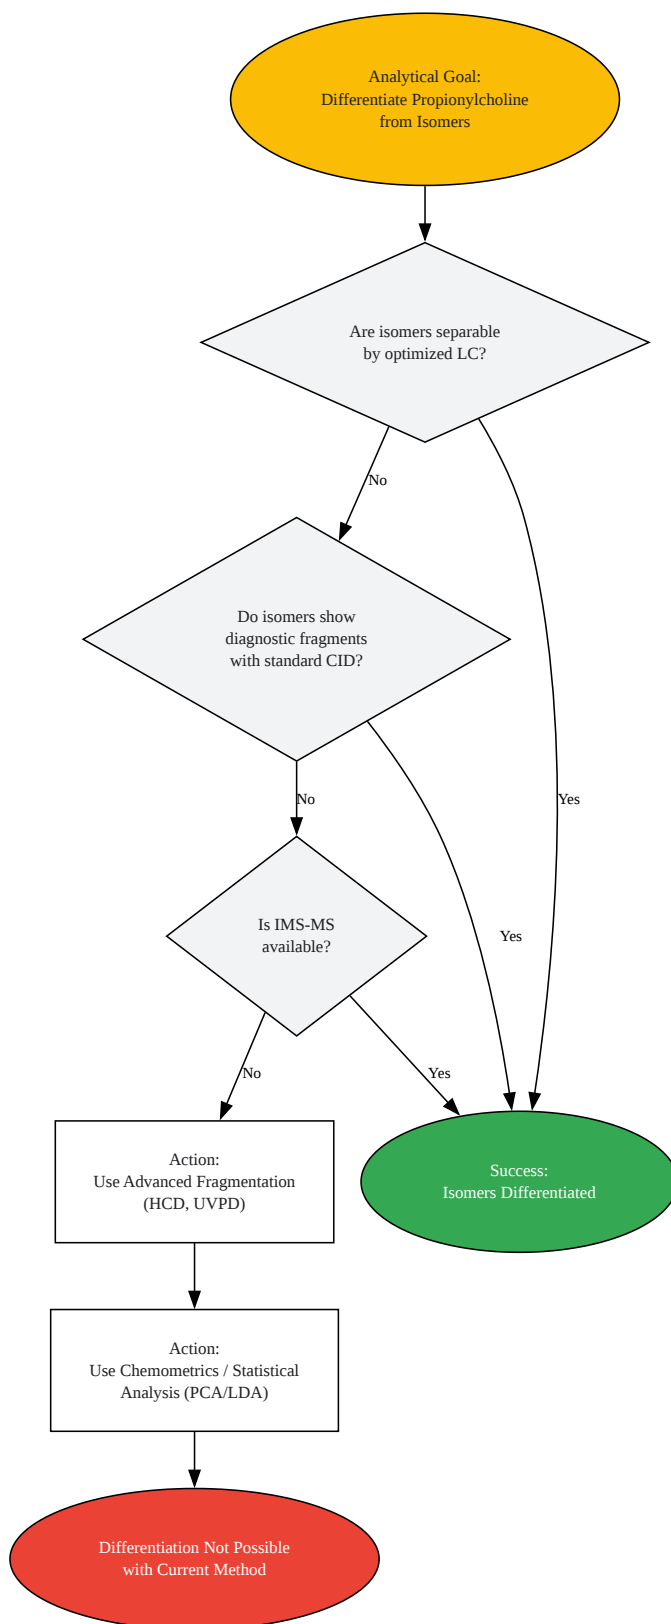 Analytical Goal:
Differentiate Propionylcholine
from Isomers
Are isomers separable
by optimized LC?
No
Do isomers show
diagnostic fragments
with standard CID?
No
Yes
Yes
Is IMS-MS
available?
No
Yes
Action:
Use Advanced Fragmentation
(HCD, UVPD)
Success:
Isomers Differentiated
Action:
Use Chemometrics / Statistical
Analysis (PCA/LDA)
Differentiation Not Possible
with Current Method